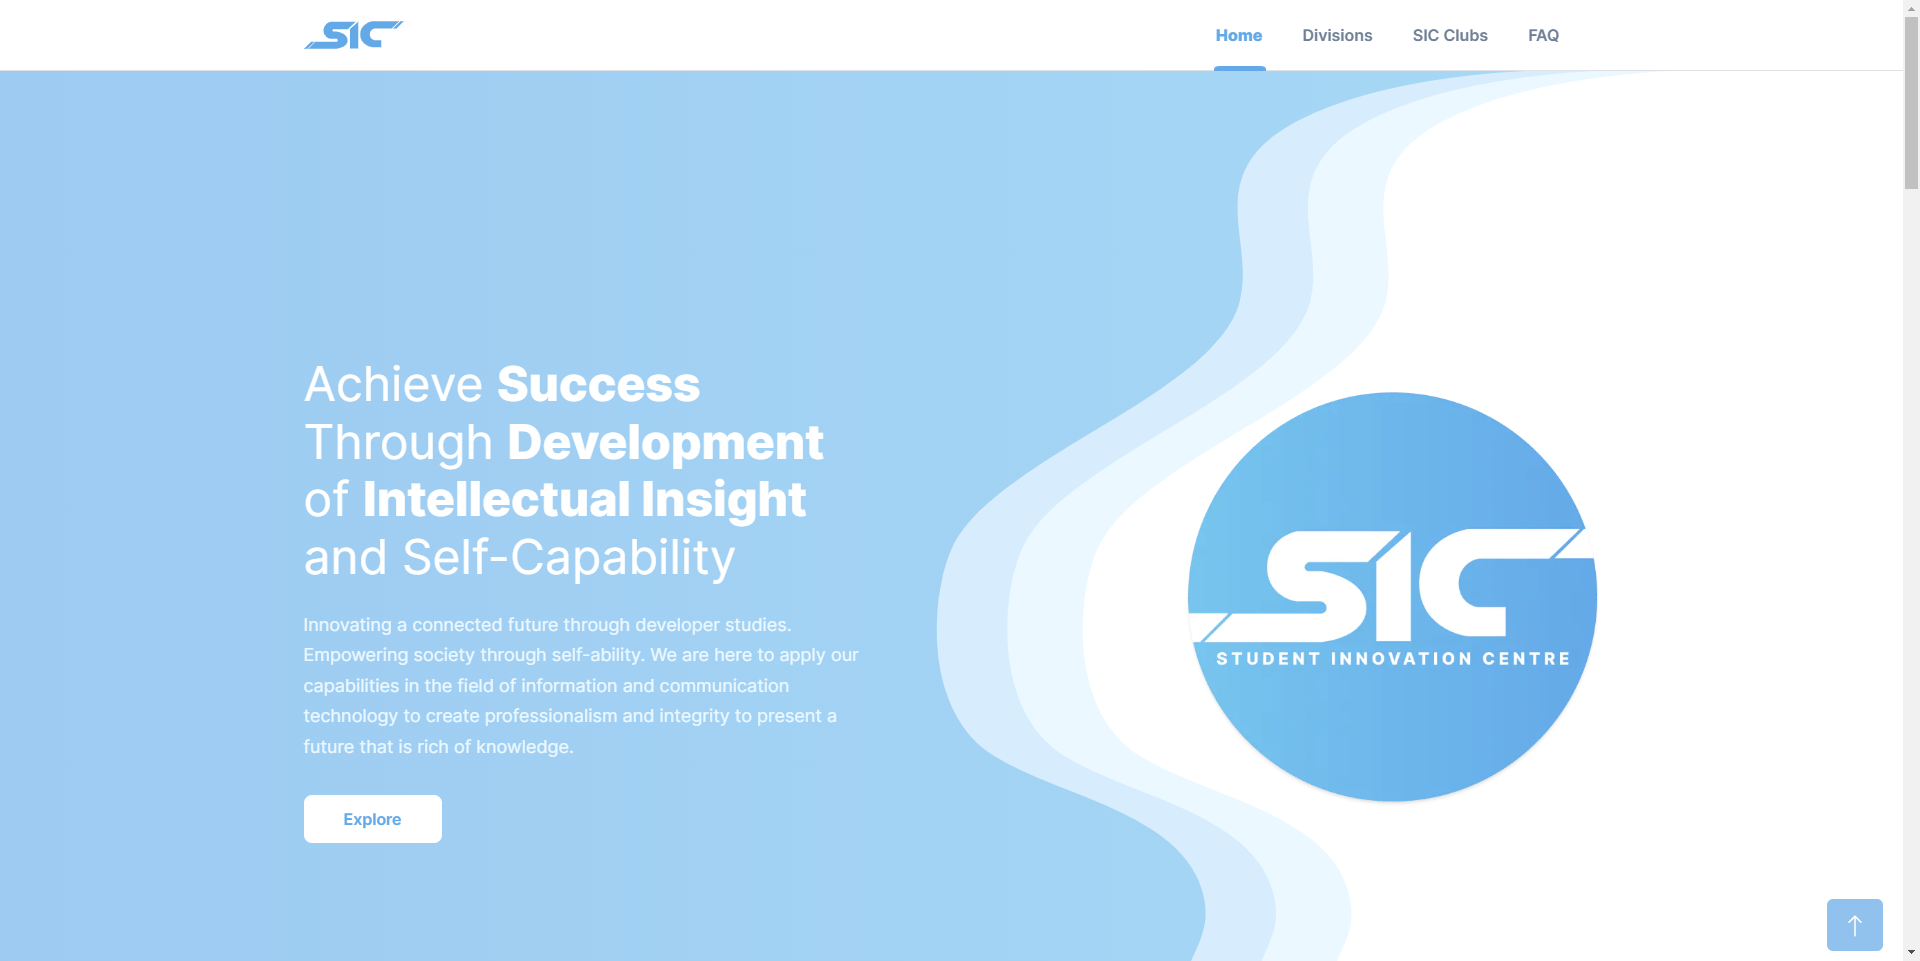 SIC
Home
Divisions
SIC Clubs
FAQ
Achieve Success
Through Development
of Intellectual Insight
and Self-Capability
Innovating a connected future through developer studies.
Empowering society through self-ability. We are here to apply our
capabilities in the field of information and communication
technology to create professionalism and integrity to present a
future that is rich of knowledge.
Explore
SIC
STUDENT INNOVATION CENTRE